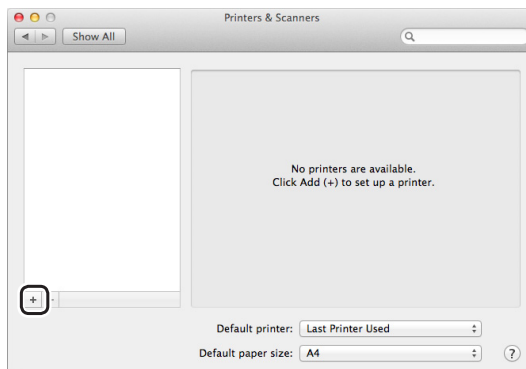 Printers & Scanners
Show All
No printers are available.
Click Add (+) to set up a printer.
+ -
Default printer: Last Printer Used
Default paper size: A4 ?